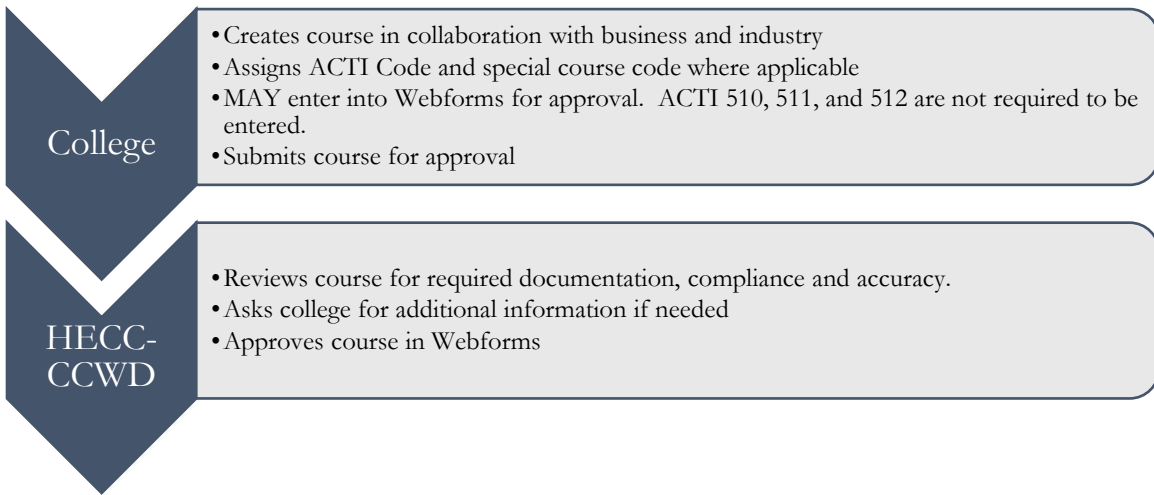 College
•Creates course in collaboration with business and industry
•Assigns ACTI Code and special course code where applicable
•MAY enter into Webforms for approval.  ACTI 510, 511, and 512 are not required to be
entered.
•Submits course for approval
HECC-
CCWD
•Reviews course for required documentation, compliance and accuracy.
•Asks college for additional information if needed
•Approves course in Webforms